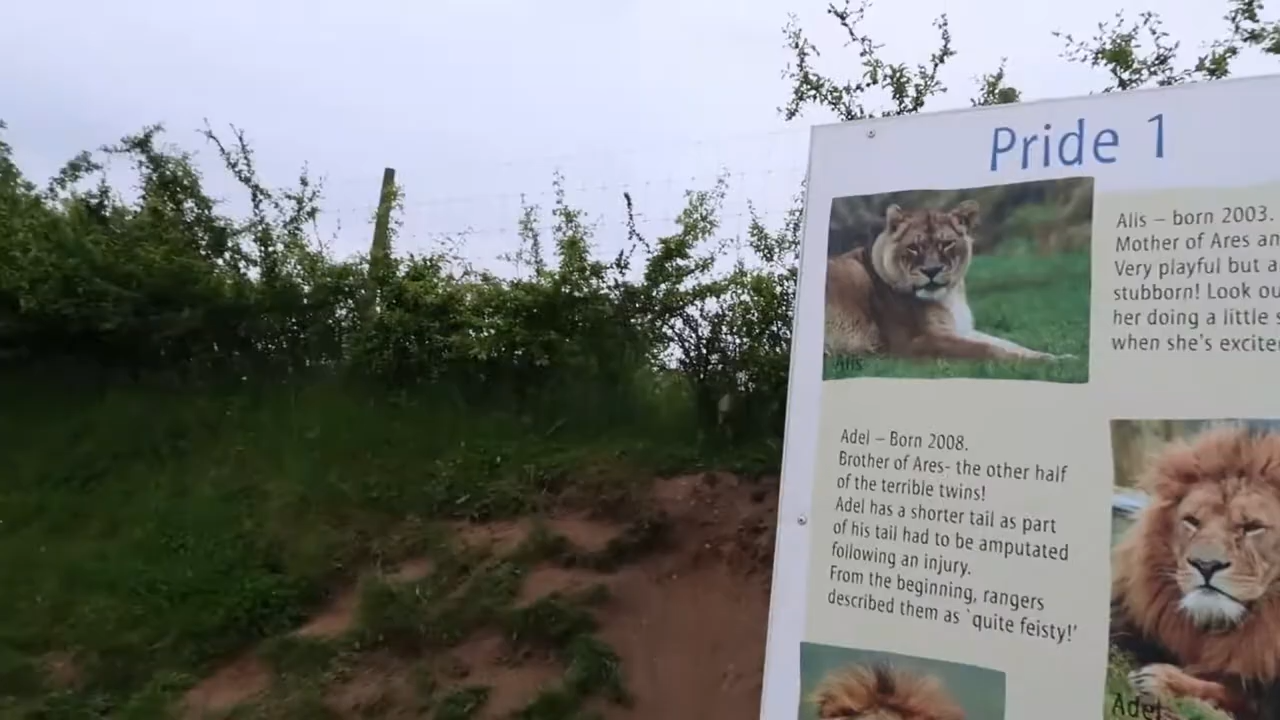 Pride 1
Alis
Alis – born 2003.
Mother of Ares
Very playful but
stubborn! Look
her doing a little
when she's
Adel – Born 2008.
Brother of Ares- the other half
of the terrible twins!
Adel has a shorter tail as part
of his tail had to be amputated
following an injury.
From the beginning, rangers
described them as `quite feisty!'
Adel